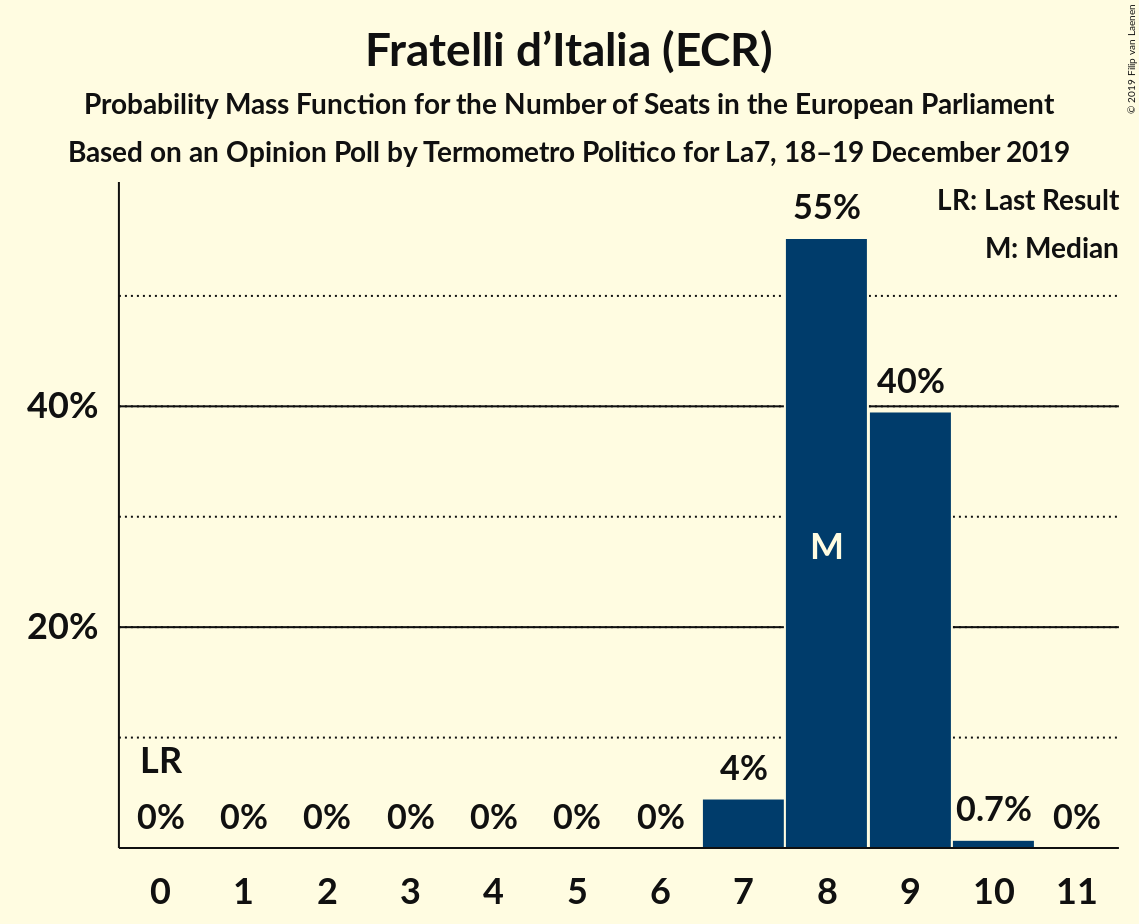 Fratelli d’Italia (ECR)
Probability Mass Function for the Number of Seats in the European Parliament
Based on an Opinion Poll by Termometro Politico for La7, 18–19 December 2019
© 2019 Filip van Laenen
LR: Last Result
M: Median
55%
40%
40%
M
20%
LR
4%
0% 0% 0% 0% 0% 0% 0% 0.7% 0%
0 1 2 3 4 5 6 7 8 9 10 11